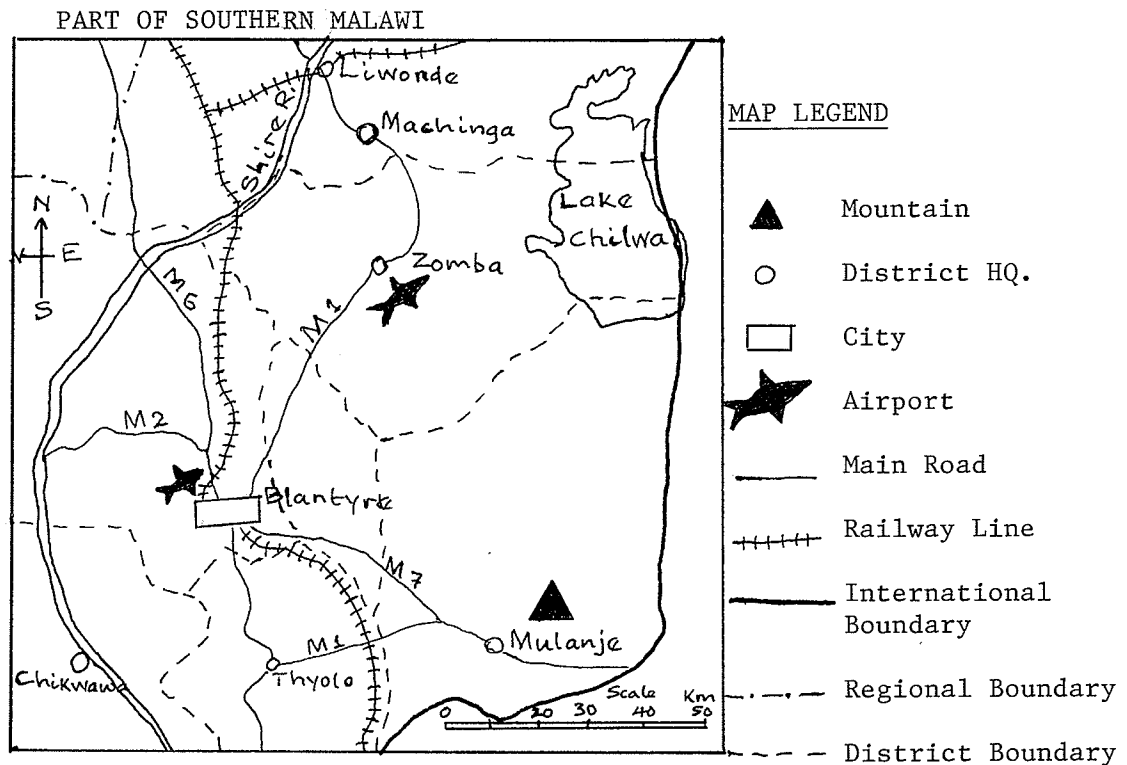 PART OF SOUTHERN MALAWI
Liwonde
Shire R.
Machinga
MAP LEGEND
Mountain
Lake
Chilwa
N
E
S
Zomba
District HQ.
M6
M1
City
M2
Airport
Main Road
Blantyre
Railway Line
M7
International
Boundary
M1
Mulanje
Chikwawa
Thyolo
Scale Km
0 20 30 40 50
Regional Boundary
District Boundary